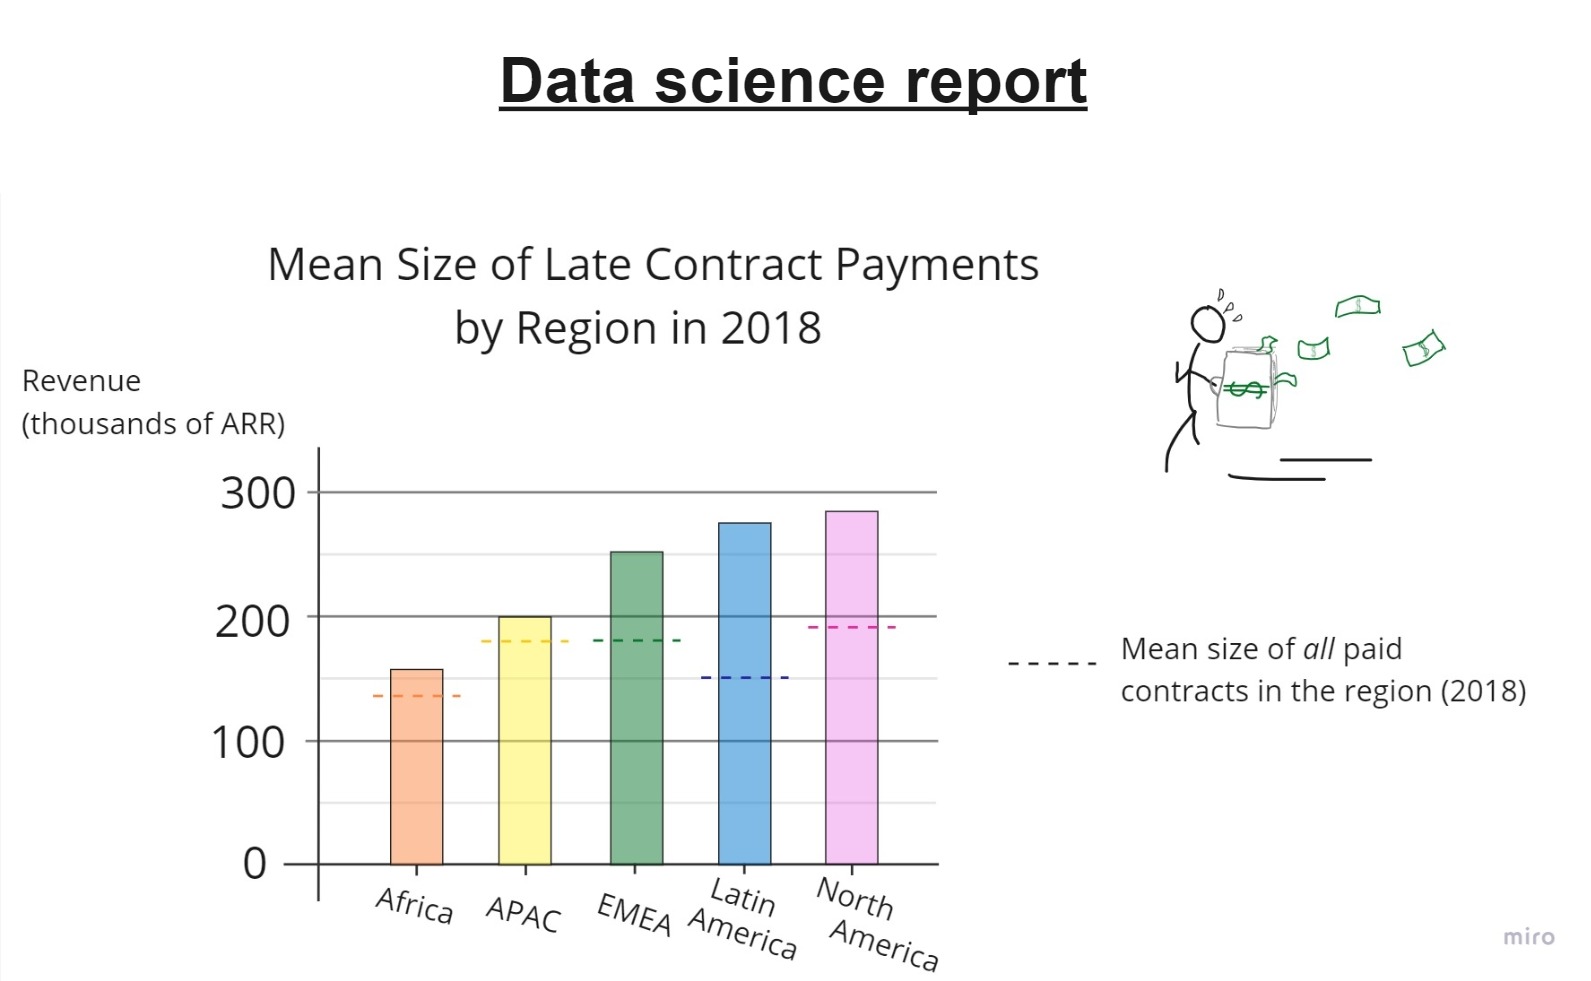 Data science report
Mean Size of Late Contract Payments
by Region in 2018
Revenue
(thousands of ARR)
300
200
100
0
Africa
APAC
EMEA
Latin
America
North
America
Mean size of all paid
contracts in the region (2018)
$
$
$
$
miro